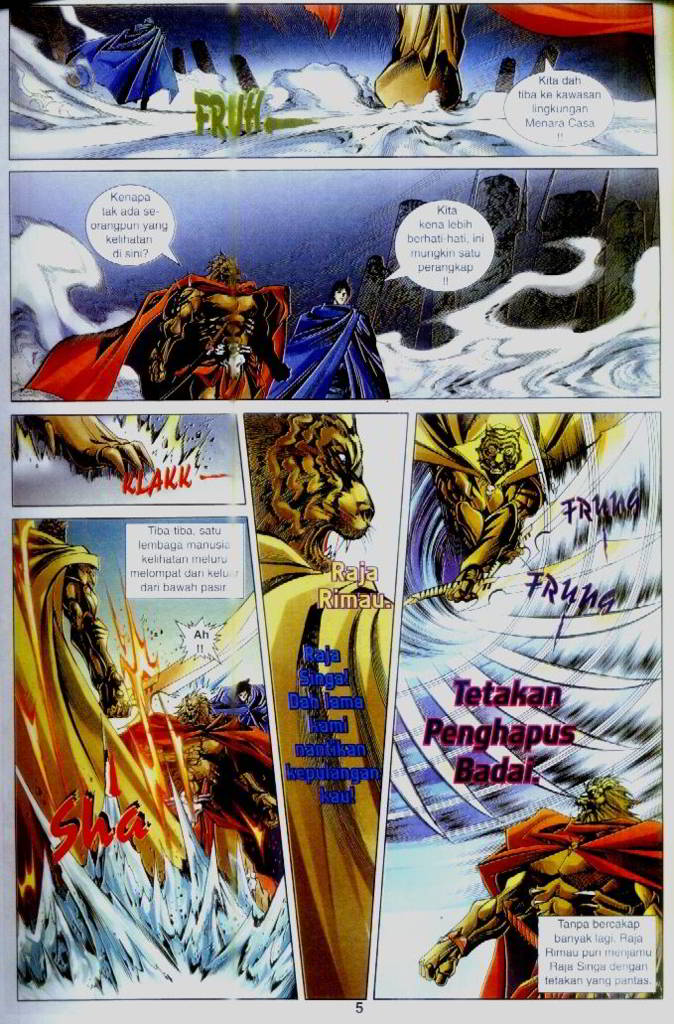 FRUH
Kita dah
tiba ke kawasan
lingkungan
Menara Casa
!!
Kenapa
tak ada se-
orangpun yang
kelihatan
di sini?
Kita
kena lebih
berhati-hati, ini
mungkin satu
perangkap
!!
KLAKK
Tiba tiba, satu
lembaga manusia
kelihatan meluru
melompat dari keluar
dari bawah pasir.
Ah
!!
Sha
Raja
Rimau.
Raja
Singa!
Dah lama
kami
nantikan
kepulangan
kau!
FRUNG
FRUNG
Tetakan
Penghapus
Badai.
Tanpa bercakap
banyak lagi, Raja
Rimau pun menjamu
Raja Singa dengan
tetakan yang pantas.
5